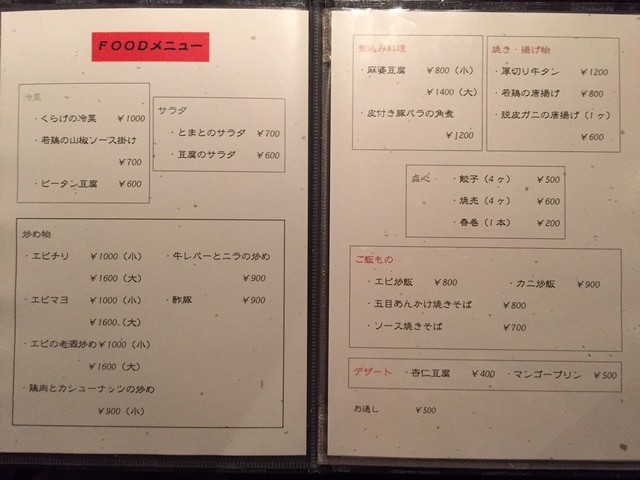 FOODメニュー
冷菜
・くらげの冷菜 ¥1000
・若鶏の山椒ソース掛け
¥700
・ピータン豆腐 ¥600
サラダ
・とまとのサラダ ¥700
・豆腐のサラダ ¥600
炒め物
・エビチリ ¥1000（小）
¥1600（大）
・エビマヨ ¥1000（小）
¥1600（大）
・エビの老酒炒め ¥1000（小）
¥1600（大）
・鶏肉とカシューナッツの炒め
¥900（小）
・牛レバーとニラの炒め
¥900
・酢豚 ¥900
煮込み料理
・麻婆豆腐 ¥800（小）
¥1400（大）
・皮付き豚バラの角煮
¥1200
焼き・揚げ物
・厚切り牛タン ¥1200
・若鶏の唐揚げ ¥800
・脱皮ガニの唐揚げ（1ヶ）
¥600
点心
・餃子（4ヶ） ¥500
・焼売（4ヶ） ¥600
・春巻（1本） ¥200
ご飯もの
・エビ炒飯 ¥800 ・カニ炒飯 ¥900
・五目あんかけ焼きそば ¥800
・ソース焼きそば ¥700
デザート ・杏仁豆腐 ¥400 ・マンゴープリン ¥500
お通し ¥500